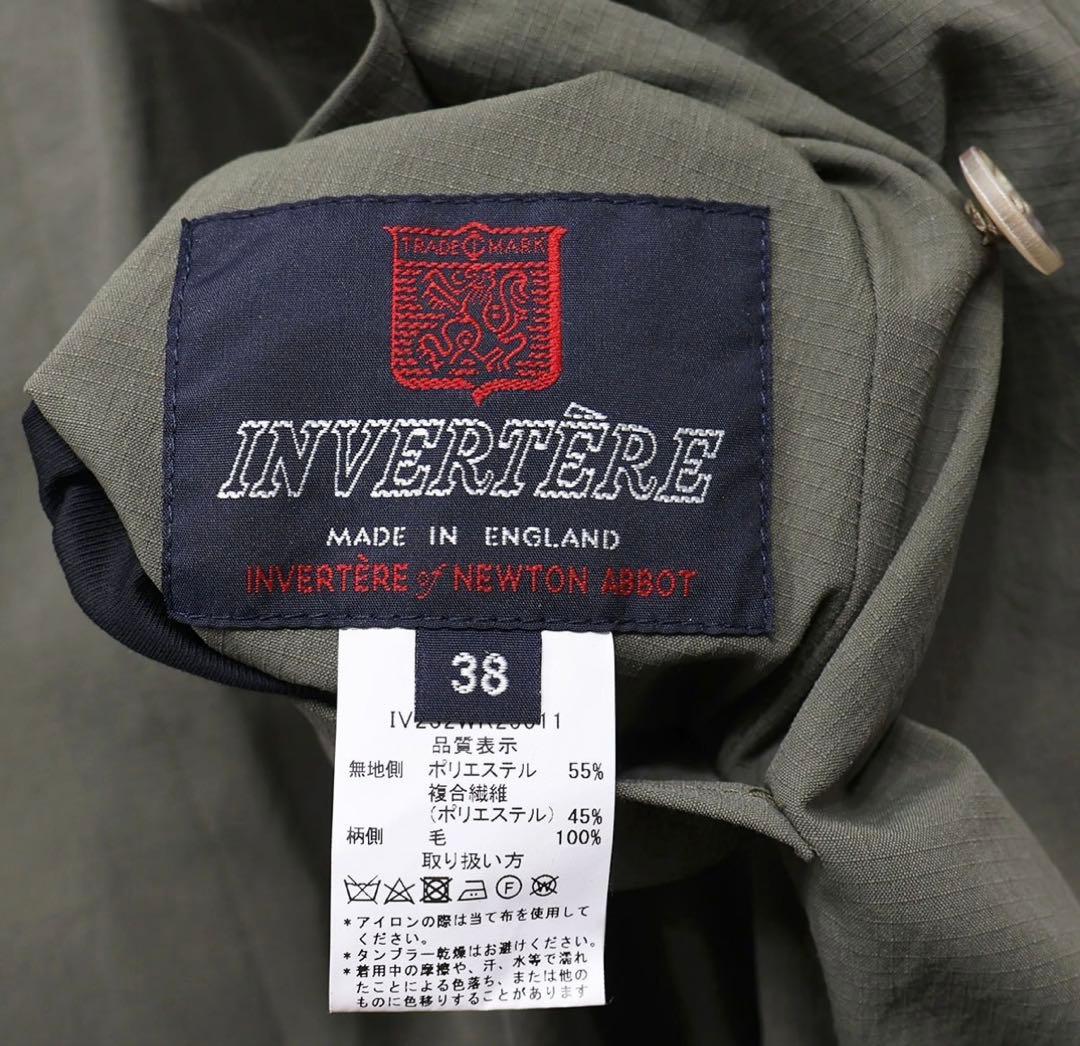 TRADE MARK
INVERTÊRE
MADE IN ENGLAND
INVERTÈRE of NEWTON ABBOT
38
品質表示
無地側 ポリエステル 55%
複合繊維
(ポリエステル) 45%
柄側 毛 100%
取り扱い方
F W
*アイロンの際は当て布を使用して
ください。
*タンブラー乾燥はお避けください。
*着用中の摩擦や、汗、水等で濡れ
たことによる色落ち、または他の
ものに色移りすることがあります